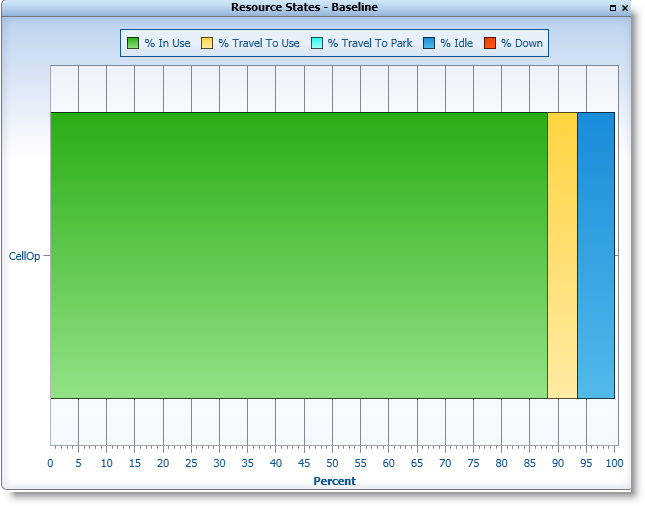 Resource States - Baseline
% In Use % Travel To Use % Travel To Park % Idle % Down
CellOp
0 5 10 15 20 25 30 35 40 45 50 55 60 65 70 75 80 85 90 95 100
Percent